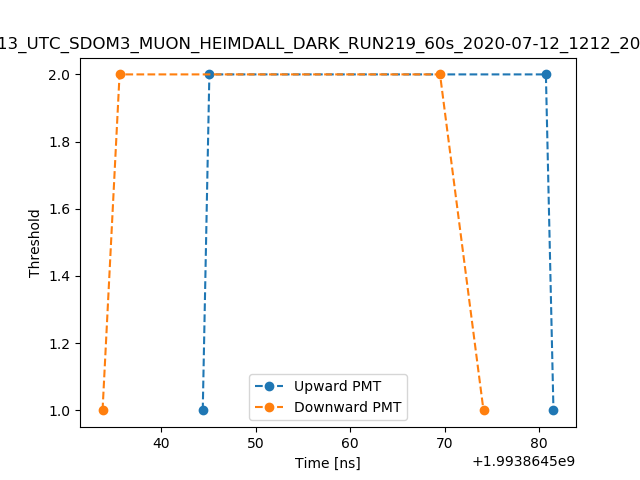 13_UTC_SDOM3_MUON_HEIMDALL_DARK_RUN219_60s_2020-07-12_1212_20
2.0
1.8
1.6
1.4
1.2
1.0
Threshold
Upward PMT
Downward PMT
40 50 60 70 80
Time [ns]
+1.9938645e9